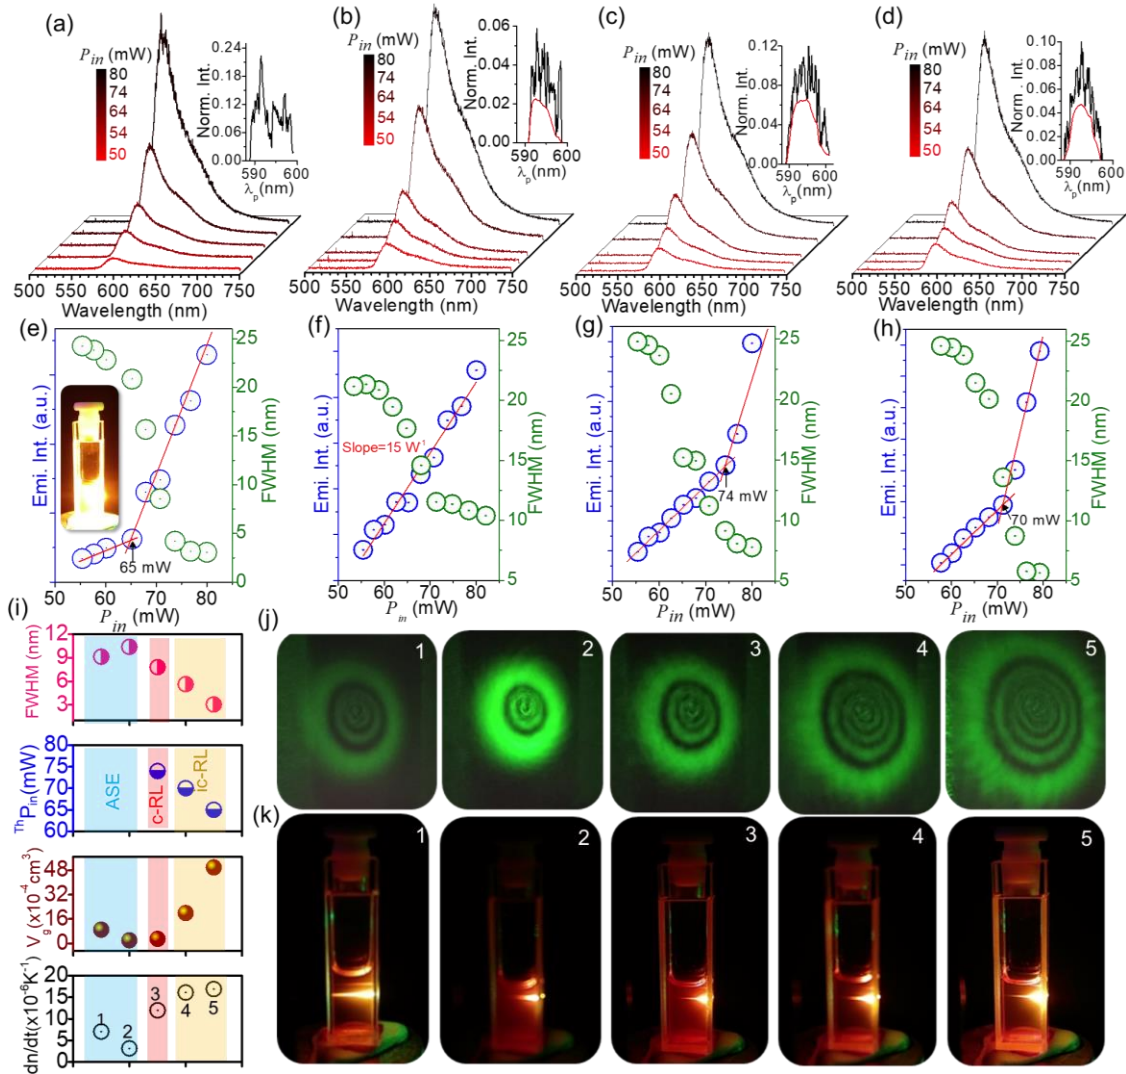 (a)
P_in (mW)
80
74
64
54
50
Norm. Int.
0.24
0.18
0.12
0.06
0.00
590 600
λ_p(nm)
500 550 600 650 700 750
Wavelength (nm)
(b)
P_in (mW)
80
74
64
54
50
Norm. Int.
0.06
0.04
0.02
0.00
590 600
λ_p(nm)
500 550 600 650 700 750
Wavelength (nm)
(c)
P_in (mW)
80
74
64
54
50
Norm. Int.
0.12
0.09
0.06
0.03
0.00
590 600
λ_p(nm)
500 550 600 650 700 750
Wavelength (nm)
(d)
P_in (mW)
80
74
64
54
50
Norm . Int.
0.10
0.08
0.06
0.04
0.02
0.00
590 600
λ_p(nm)
500 550 600 650 700 750
Wavelength (nm)
(e)
Emi. Int. (a.u.)
65 mW
25
20
15
10
5
0
FWHM (nm)
50 60 70 80
P_in (mW)
(f)
Emi. Int. (a.u.)
Slope=15 W¹
25
20
15
10
5
FWHM (nm)
50 60 70 80
P_in (mW)
(g)
Emi. Int. (a.u.)
74 mW
25
20
15
10
5
FWHM (nm)
50 60 70 80
P_in (mW)
(h)
Emi. Int. (a.u.)
70 mW
25
20
15
10
5
FWHM (nm)
60 70 80
P_in (mW)
(i)
FWHM (nm)
12
9
6
3
ThP_in(mW)
80
75
70
65
60
ASE
c-RL
ic-RL
V_g(x10⁻⁴cm³)
48
32
16
0
dn/dt(x10⁻⁶K⁻¹)
20
15
10
5
0
1
2
3
4
5
(j)
1
2
3
4
5
(k)
1
2
3
4
5